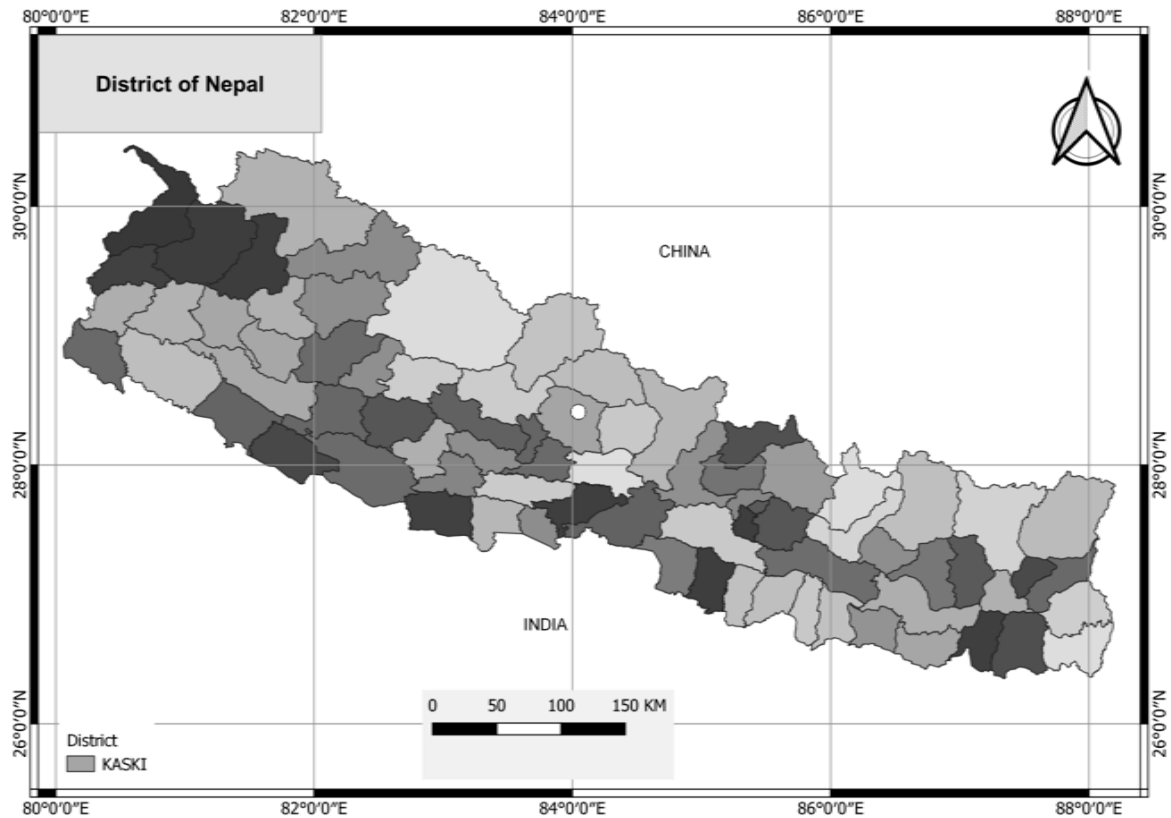 80°0'0"E 82°0'0"E 84°0'0"E 86°0'0"E 88°0'0"E
District of Nepal
30°0'0"N 30°0'0"N
CHINA
28°0'0"N 28°0'0"N
INDIA
0 50 100 150 KM
26°0'0"N 26°0'0"N
District
KASKI
80°0'0"E 82°0'0"E 84°0'0"E 86°0'0"E 88°0'0"E